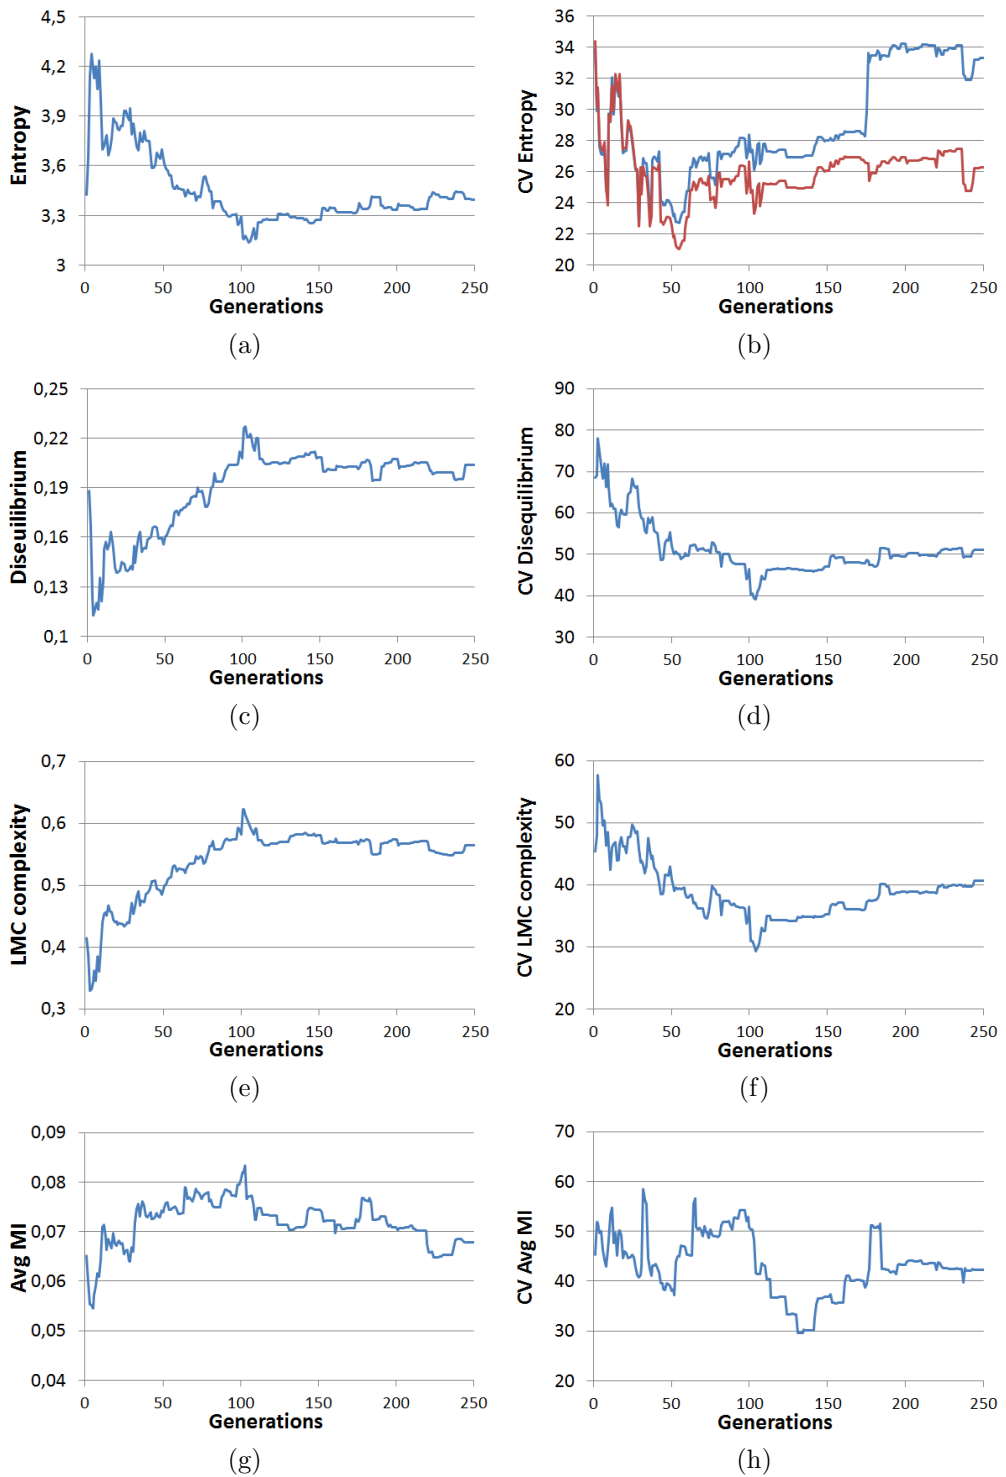 Entropy
4,5
4,2
3,9
3,6
3,3
3
0 50 100 150 200 250
Generations
(a)
CV Entropy
36
34
32
30
28
26
24
22
20
0 50 100 150 200 250
Generations
(b)
Diseuilibrium
0,25
0,22
0,19
0,16
0,13
0,1
0 50 100 150 200 250
Generations
(c)
CV Disequilibrium
90
80
70
60
50
40
30
0 50 100 150 200 250
Generations
(d)
LMC complexity
0,7
0,6
0,5
0,4
0,3
0 50 100 150 200 250
Generations
(e)
CV LMC complexity
60
50
40
30
20
0 50 100 150 200 250
Generations
(f)
Avg MI
0,09
0,08
0,07
0,06
0,05
0,04
0 50 100 150 200 250
Generations
(g)
CV Avg MI
70
60
50
40
30
20
0 50 100 150 200 250
Generations
(h)